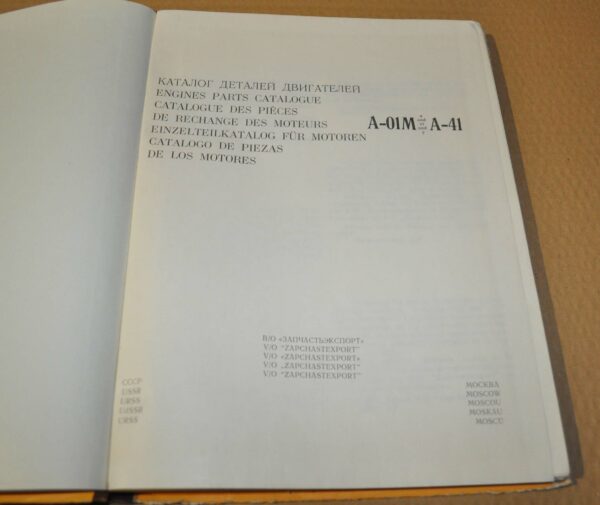 КАТАЛОГ ДЕТАЛЕЙ ДВИГАТЕЛЕЙ
ENGINES PARTS CATALOGUE
CATALOGUE DES PIÈCES
DE RECHANGE DES MOTEURS
EINZELTEILKATALOG FÜR MOTOREN
CATALOGO DE PIEZAS
DE LOS MOTORES
A-01M A-41
В/О «ЗАПЧАСТЬЭКСПОРТ»
V/O "ZAPCHASTEXPORT"
V/O «ZAPCHASTEXPORT»
V/O „ZAPCHASTEXPORT"
V/O "ZAPCHASTEXPORT"
СССР
USSR
URSS
UdSSR
URSS
МОСКВА
MOSCOW
MOSCOU
MOSKAU
MOSCU